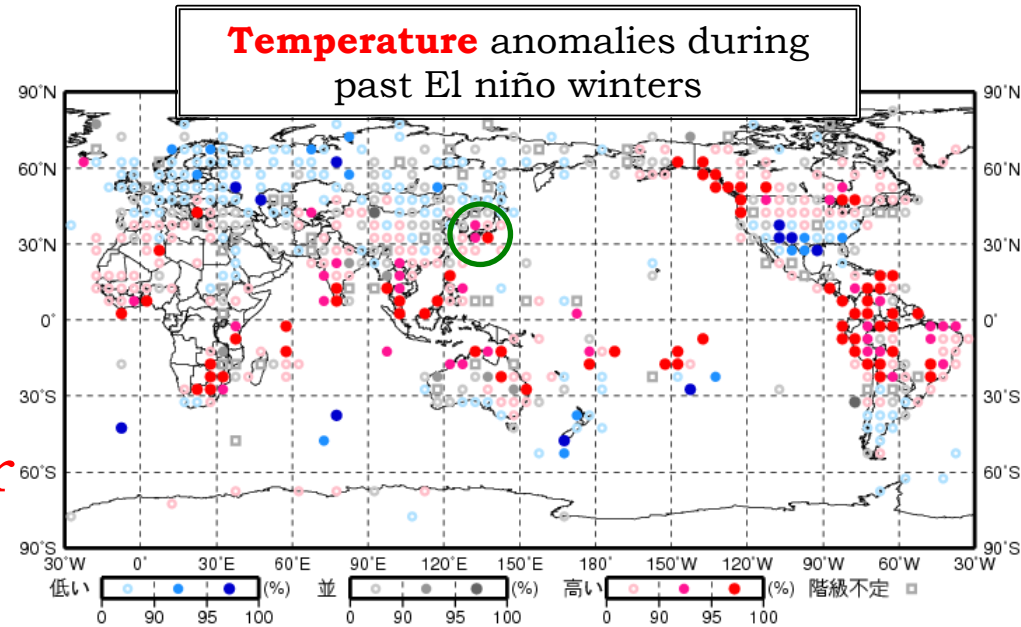 Temperature anomalies during
past El niño winters
90˚N 90˚N
60˚N 60˚N
30˚N 30˚N
0˚ 0˚
30˚S 30˚S
r
60˚S 60˚S
90˚S 90˚S
30˚W 0˚ 30˚E 60˚E 90˚E 120˚E 150˚E 180˚ 150˚W 120˚W 90˚W 60˚W 30˚W
低い (%) 並 (%) 高い (%) 階級不定
0 90 95 100 0 90 95 100 0 90 95 100